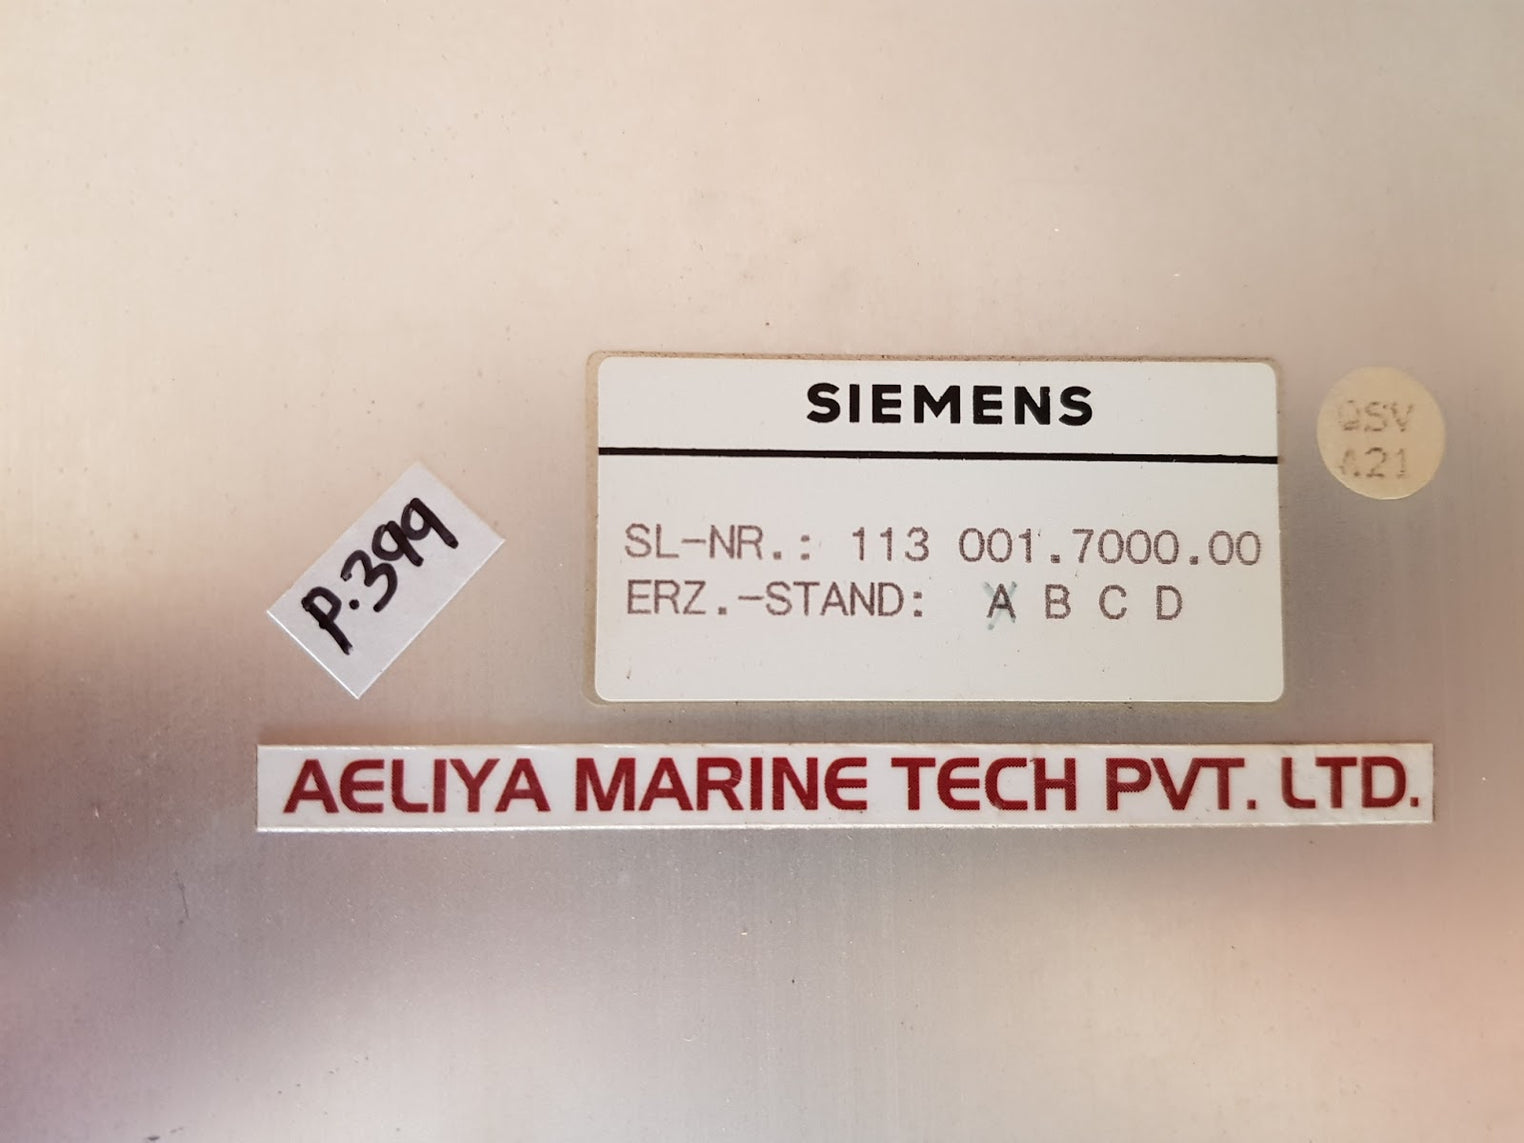 SIEMENS
SL-NR.: 113 001.7000.00
ERZ.-STAND: A B C D
QSV
A21
P.399
AELIYA MARINE TECH PVT. LTD.